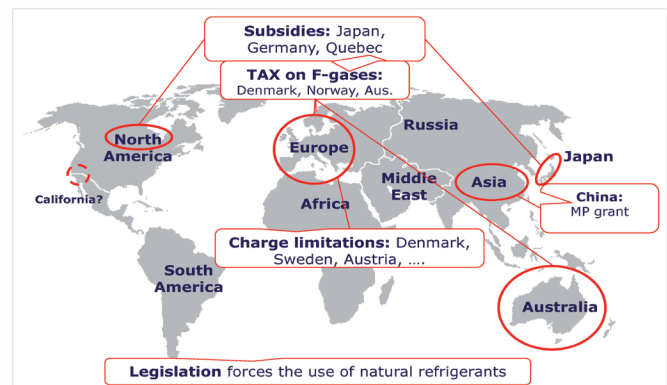 Subsidies: Japan,
Germany, Quebec
TAX on F-gases:
Denmark, Norway, Aus.
North
America
Europe
Russia
Japan
Middle
East
Asia
California?
Africa
China:
MP grant
Charge limitations: Denmark,
Sweden, Austria, ....
South
America
Australia
Legislation forces the use of natural refrigerants